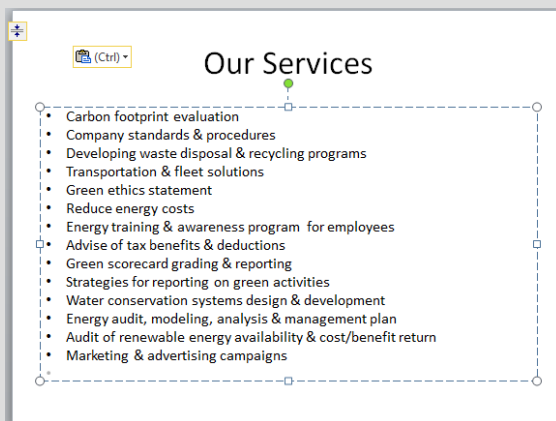 (Ctrl)
Our Services
• Carbon footprint evaluation
• Company standards & procedures
• Developing waste disposal & recycling programs
• Transportation & fleet solutions
• Green ethics statement
• Reduce energy costs
• Energy training & awareness program for employees
• Advise of tax benefits & deductions
• Green scorecard grading & reporting
• Strategies for reporting on green activities
• Water conservation systems design & development
• Energy audit, modeling, analysis & management plan
• Audit of renewable energy availability & cost/benefit return
• Marketing & advertising campaigns